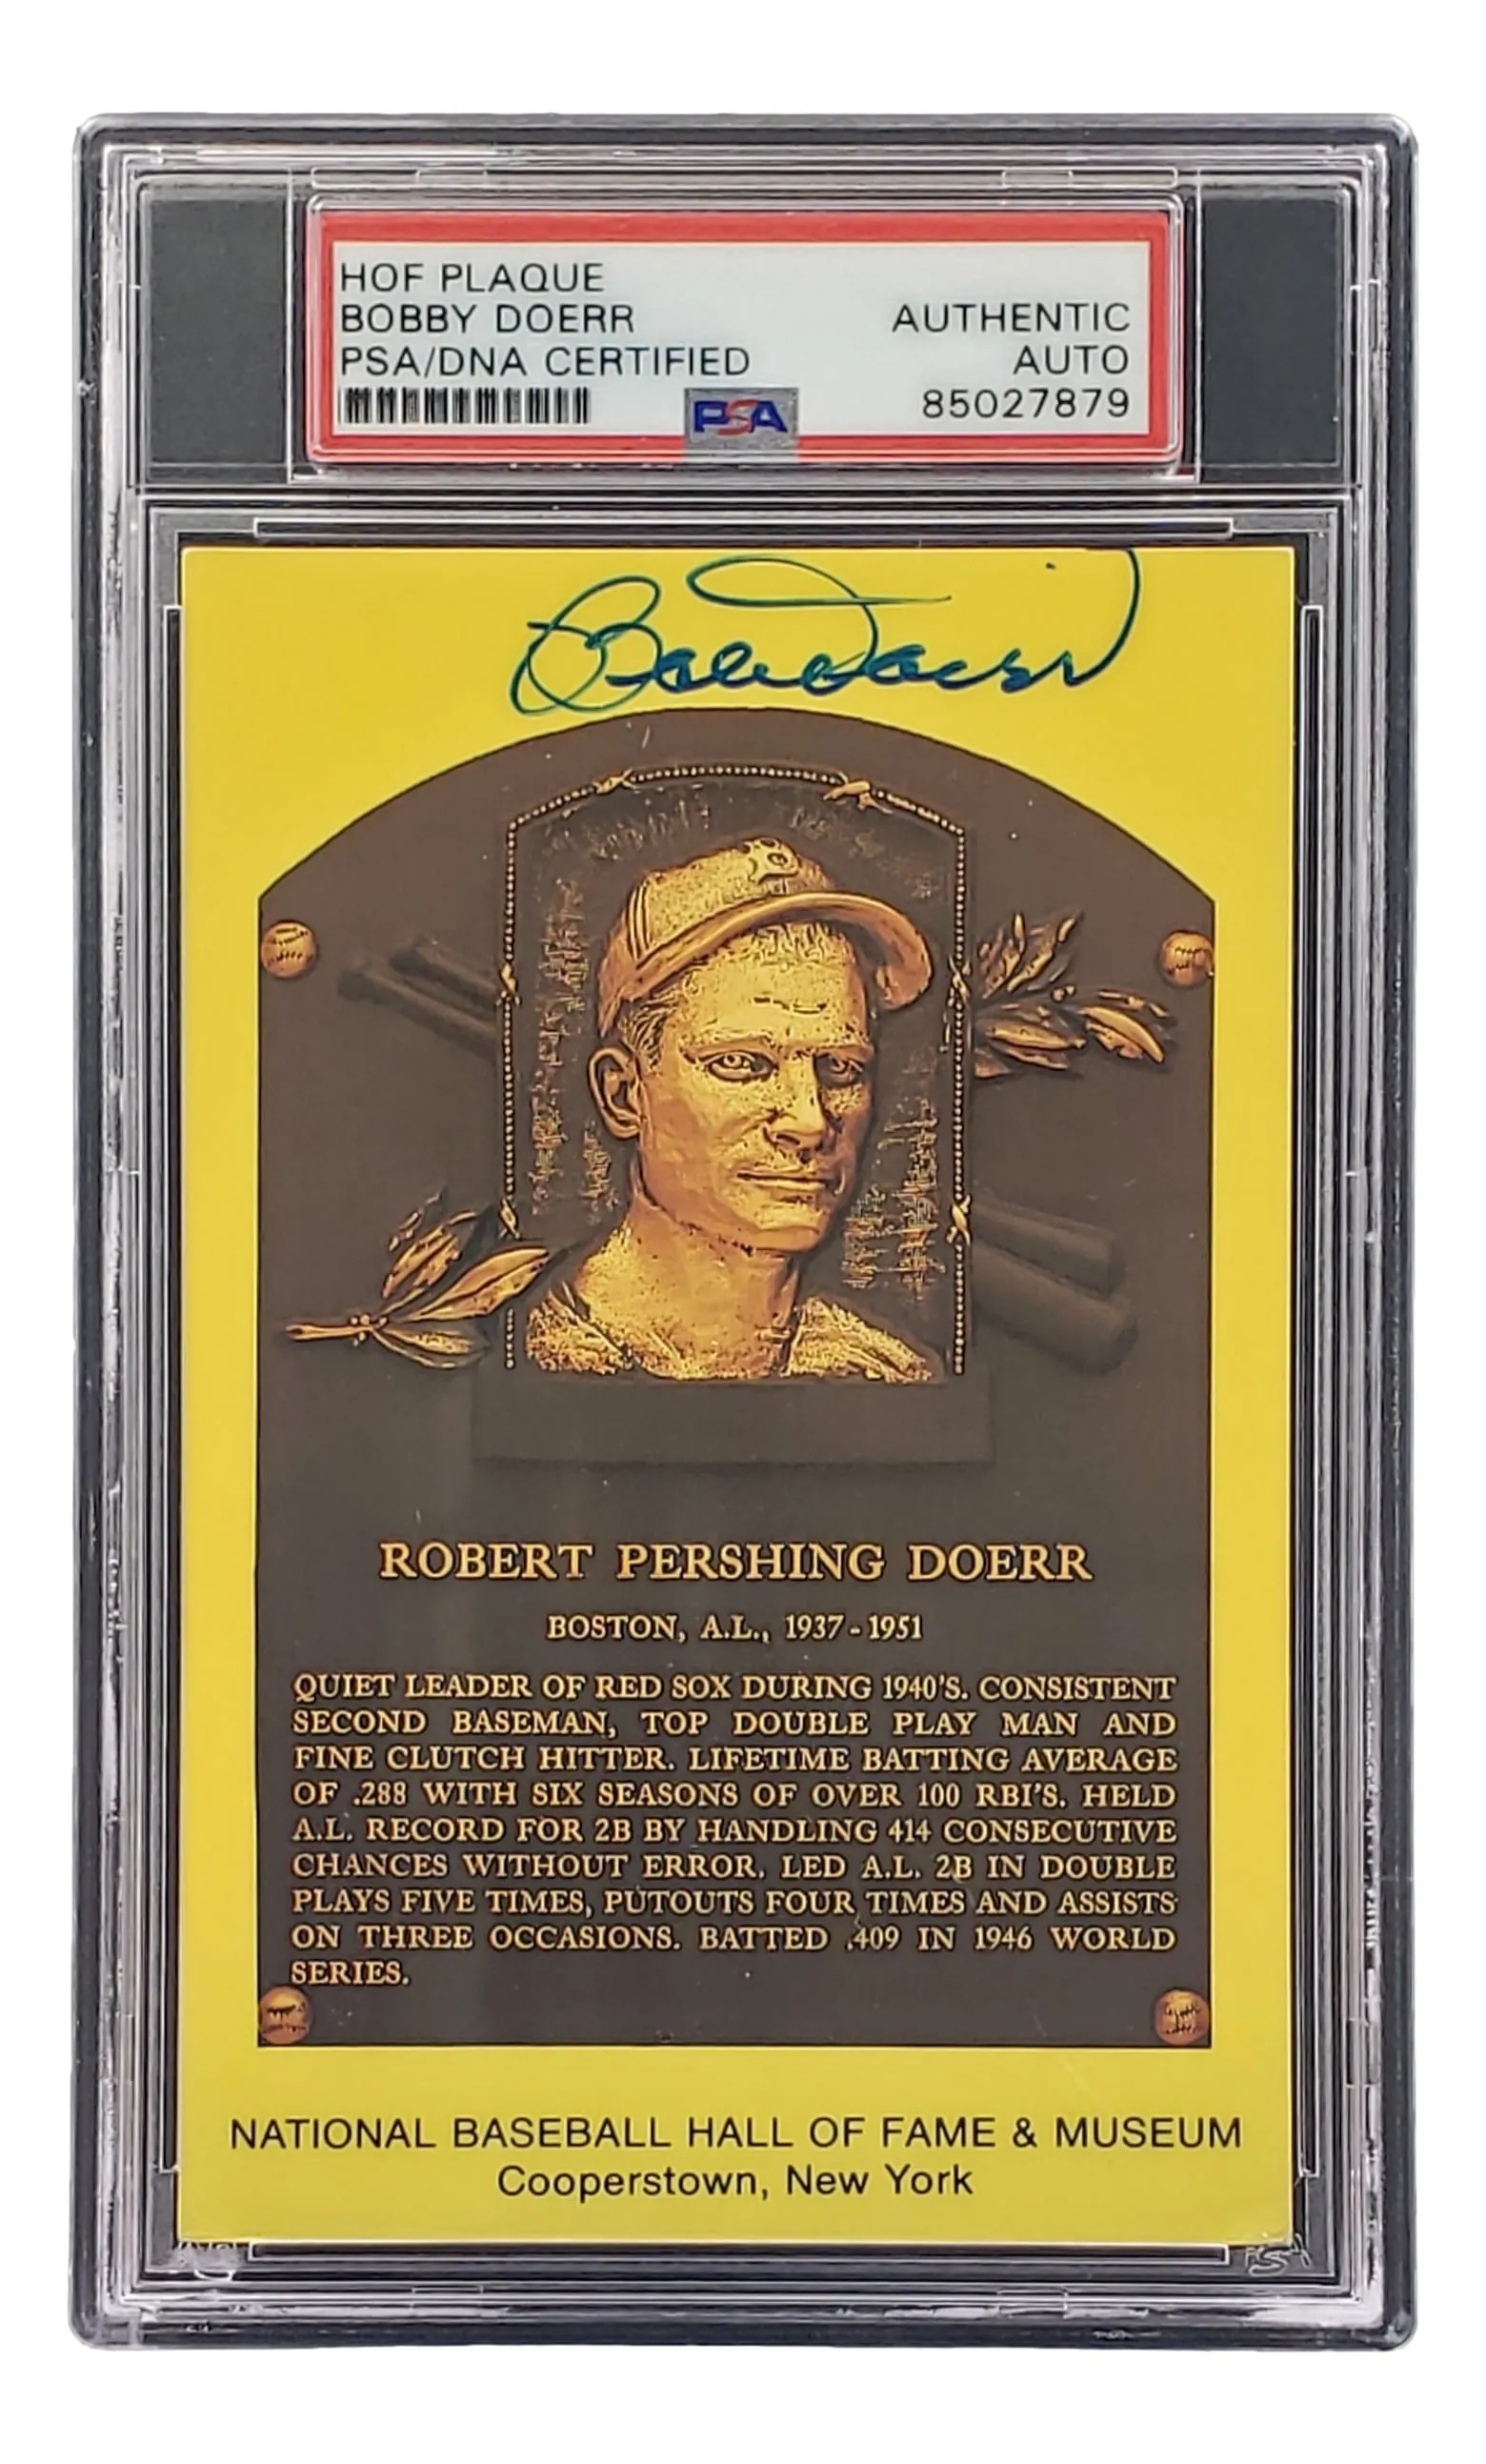 HOF PLAQUE
BOBBY DOERR
PSA/DNA CERTIFIED
AUTHENTIC
AUTO
85027879
PSA
Bobby Doerr
ROBERT PERSHING DOERR
BOSTON, A.L., 1937-1951
QUIET LEADER OF RED SOX DURING 1940'S. CONSISTENT
SECOND BASEMAN, TOP DOUBLE PLAY MAN AND
FINE CLUTCH HITTER. LIFETIME BATTING AVERAGE
OF .288 WITH SIX SEASONS OF OVER 100 RBI'S. HELD
A.L. RECORD FOR 2B BY HANDLING 414 CONSECUTIVE
CHANCES WITHOUT ERROR. LED A.L. 2B IN DOUBLE
PLAYS FIVE TIMES, PUTOUTS FOUR TIMES AND ASSISTS
ON THREE OCCASIONS. BATTED .409 IN 1946 WORLD
SERIES.
NATIONAL BASEBALL HALL OF FAME & MUSEUM
Cooperstown, New York